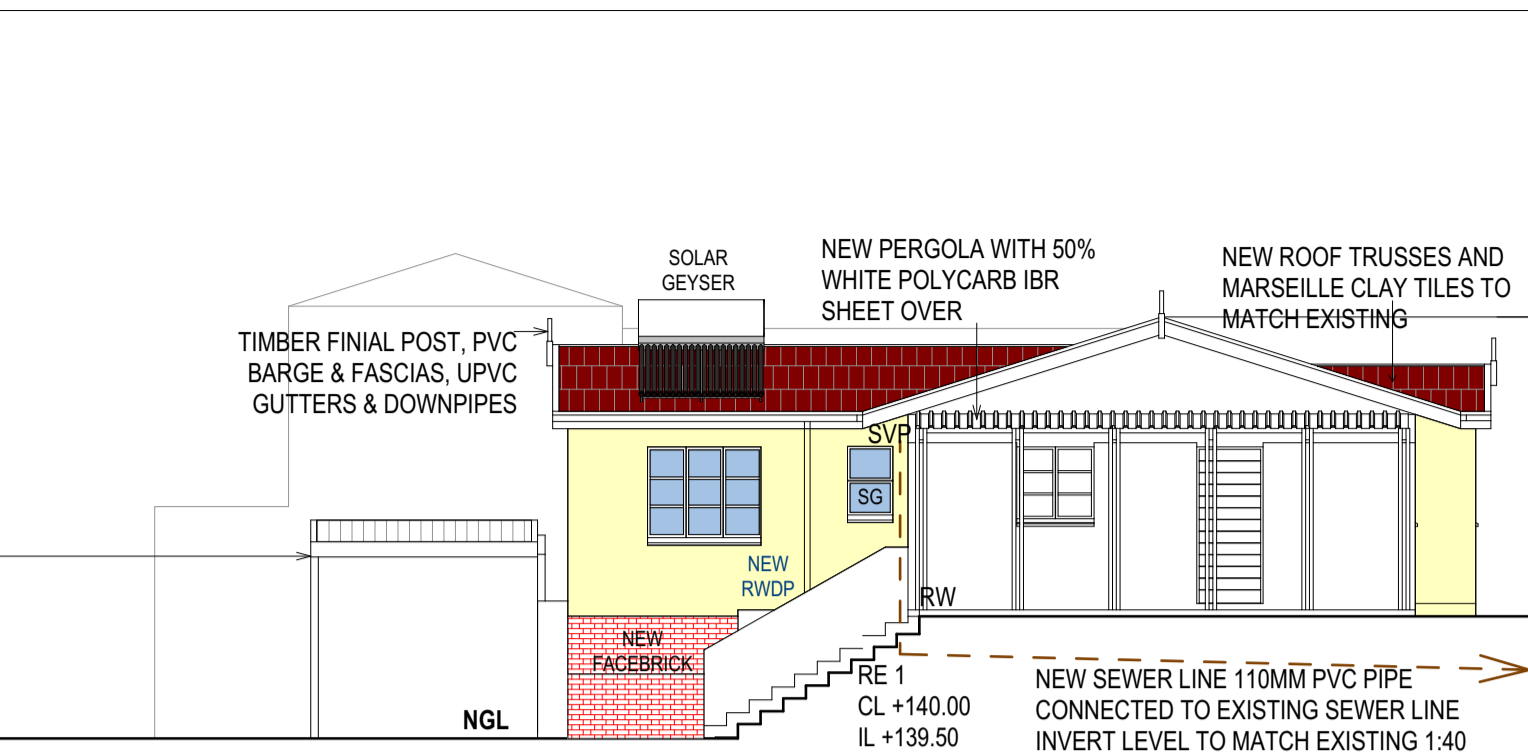 SOLAR
GEYSER
NEW PERGOLA WITH 50%
WHITE POLYCARB IBR
SHEET OVER
NEW ROOF TRUSSES AND
MARSEILLE CLAY TILES TO
MATCH EXISTING
TIMBER FINIAL POST, PVC
BARGE & FASCIAS, UPVC
GUTTERS & DOWNPIPES
SVP
SG
NEW
RWDP
RW
NEW
FACEBRICK
NGL
RE 1
CL +140.00
IL +139.50
NEW SEWER LINE 110MM PVC PIPE
CONNECTED TO EXISTING SEWER LINE
INVERT LEVEL TO MATCH EXISTING 1:40